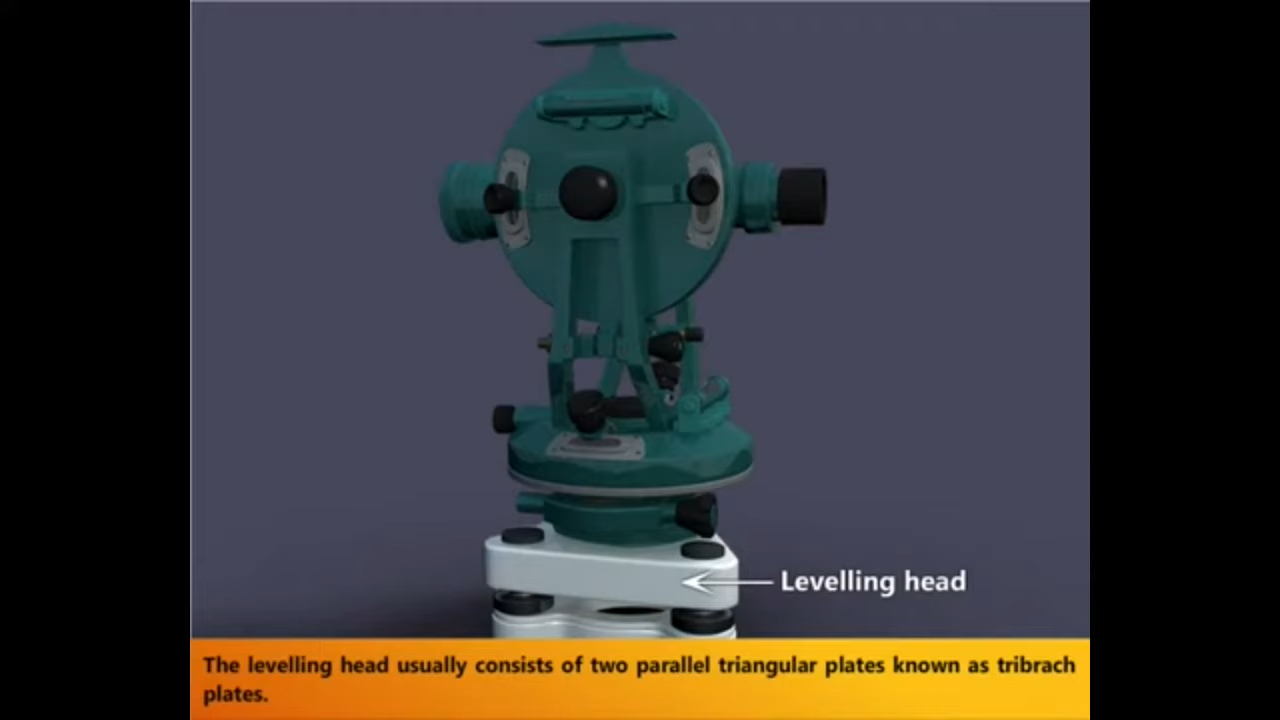 Levelling head
The levelling head usually consists of two parallel triangular plates known as tribrach
plates.